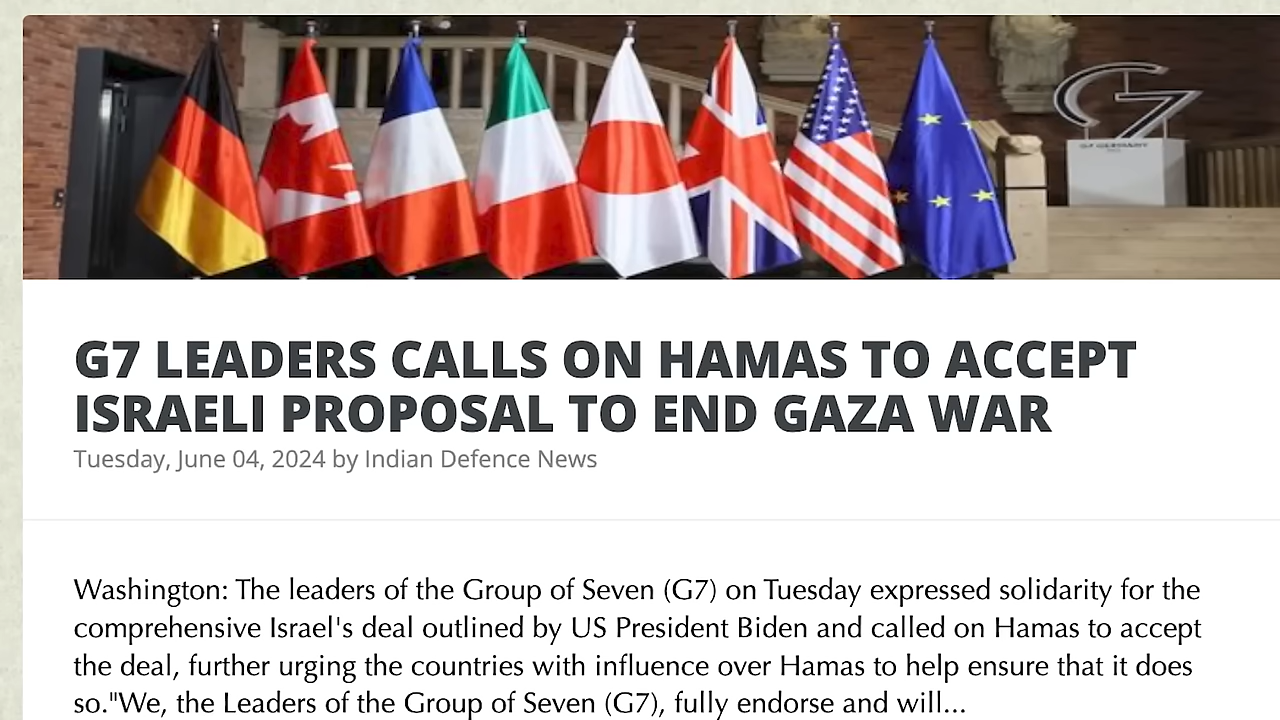 G7
G7 GERMANY
G7 LEADERS CALLS ON HAMAS TO ACCEPT
ISRAELI PROPOSAL TO END GAZA WAR
Tuesday, June 04, 2024 by Indian Defence News
Washington: The leaders of the Group of Seven (G7) on Tuesday expressed solidarity for the
comprehensive Israel's deal outlined by US President Biden and called on Hamas to accept
the deal, further urging the countries with influence over Hamas to help ensure that it does
so."We, the Leaders of the Group of Seven (G7), fully endorse and will...